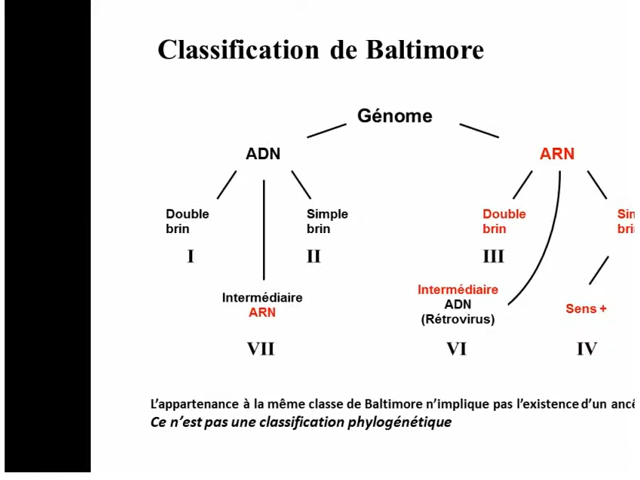 Classification de Baltimore
Génome
ADN
ARN
Double
brin
Simple
brin
Double
brin
I
II
III
Intermédiaire
ARN
Intermédiaire
ADN
(Rétrovirus)
Sens +
VII
VI
IV
L'appartenance à la même classe de Baltimore n'implique pas l'existence d'un
Ce n'est pas une classification phylogénétique